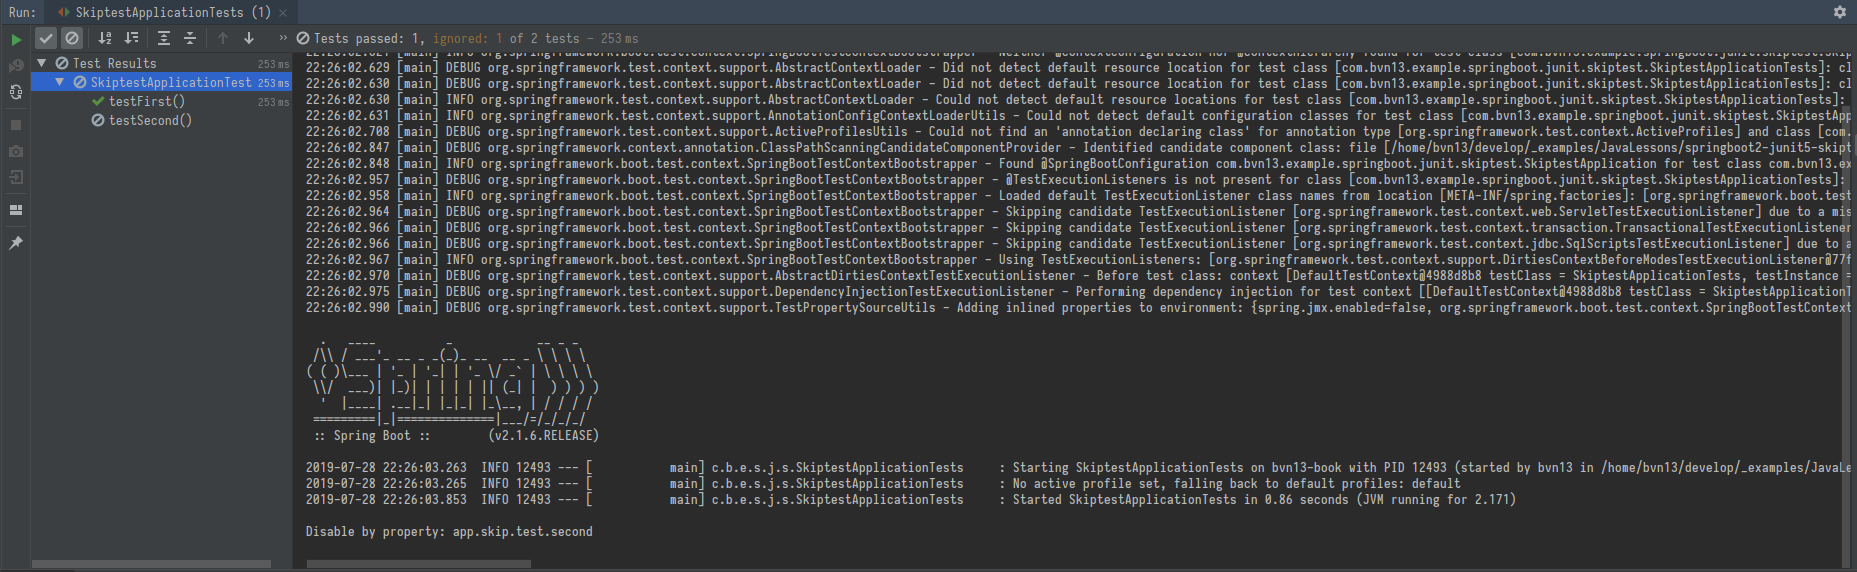 Run: SkiptestApplicationTests (1)
Tests passed: 1, ignored: 1 of 2 tests – 253 ms
Test Results 253 ms
SkiptestApplicationTest 253 ms
testFirst() 253 ms
testSecond()
22:26:02.629 [main] DEBUG org.springframework.test.context.support.AbstractContextLoader - Did not detect default resource location for test class [com.bvn13.example.springboot.junit.skiptest.SkiptestApplicationTests]: cl
22:26:02.630 [main] DEBUG org.springframework.test.context.support.AbstractContextLoader - Did not detect default resource location for test class [com.bvn13.example.springboot.junit.skiptest.SkiptestApplicationTests]: cl
22:26:02.630 [main] INFO org.springframework.test.context.support.AbstractContextLoader - Could not detect default resource locations for test class [com.bvn13.example.springboot.junit.skiptest.SkiptestApplicationTests]:
22:26:02.631 [main] INFO org.springframework.test.context.support.AnnotationConfigContextLoaderUtils - Could not detect default configuration classes for test class [com.bvn13.example.springboot.junit.skiptest.SkiptestApp
22:26:02.708 [main] DEBUG org.springframework.test.context.support.ActiveProfilesUtils - Could not find an 'annotation declaring class' for annotation type [org.springframework.test.context.ActiveProfiles] and class [com.
22:26:02.847 [main] DEBUG org.springframework.context.annotation.ClassPathScanningCandidateComponentProvider - Identified candidate component class: file [/home/bvn13/develop/_examples/JavaLessons/springboot2-junit5-skipt
22:26:02.848 [main] INFO org.springframework.boot.test.context.SpringBootTestContextBootstrapper - Found @SpringBootConfiguration com.bvn13.example.springboot.junit.skiptest.SkiptestApplication for test class com.bvn13.ex
22:26:02.957 [main] DEBUG org.springframework.boot.test.context.SpringBootTestContextBootstrapper - @TestExecutionListeners is not present for class [com.bvn13.example.springboot.junit.skiptest.SkiptestApplicationTests]:
22:26:02.958 [main] INFO org.springframework.boot.test.context.SpringBootTestContextBootstrapper - Loaded default TestExecutionListener class names from location [META-INF/spring.factories]: [org.springframework.boot.test
22:26:02.964 [main] DEBUG org.springframework.boot.test.context.SpringBootTestContextBootstrapper - Skipping candidate TestExecutionListener [org.springframework.test.context.web.ServletTestExecutionListener] due to a mis
22:26:02.966 [main] DEBUG org.springframework.boot.test.context.SpringBootTestContextBootstrapper - Skipping candidate TestExecutionListener [org.springframework.test.context.transaction.TransactionalTestExecutionListener
22:26:02.966 [main] DEBUG org.springframework.boot.test.context.SpringBootTestContextBootstrapper - Skipping candidate TestExecutionListener [org.springframework.test.context.jdbc.SqlScriptsTestExecutionListener] due to a
22:26:02.967 [main] INFO org.springframework.boot.test.context.SpringBootTestContextBootstrapper - Using TestExecutionListeners: [org.springframework.test.context.support.DirtiesContextBeforeModesTestExecutionListener@77f
22:26:02.970 [main] DEBUG org.springframework.test.context.support.AbstractDirtiesContextTestExecutionListener - Before test class: context [DefaultTestContext@4988d8b8 testClass = SkiptestApplicationTests, testInstance =
22:26:02.975 [main] DEBUG org.springframework.test.context.support.DependencyInjectionTestExecutionListener - Performing dependency injection for test context [[DefaultTestContext@4988d8b8 testClass = SkiptestApplicationT
22:26:02.990 [main] DEBUG org.springframework.test.context.support.TestPropertySourceUtils - Adding inlined properties to environment: {spring.jmx.enabled=false, org.springframework.boot.test.context.SpringBootTestContext
:: Spring Boot :: (v2.1.6.RELEASE)
2019-07-28 22:26:03.263 INFO 12493 --- [ main] c.b.e.s.j.s.SkiptestApplicationTests : Starting SkiptestApplicationTests on bvn13-book with PID 12493 (started by bvn13 in /home/bvn13/develop/_examples/JavaLe
2019-07-28 22:26:03.265 INFO 12493 --- [ main] c.b.e.s.j.s.SkiptestApplicationTests : No active profile set, falling back to default profiles: default
2019-07-28 22:26:03.853 INFO 12493 --- [ main] c.b.e.s.j.s.SkiptestApplicationTests : Started SkiptestApplicationTests in 0.86 seconds (JVM running for 2.171)
Disable by property: app.skip.test.second